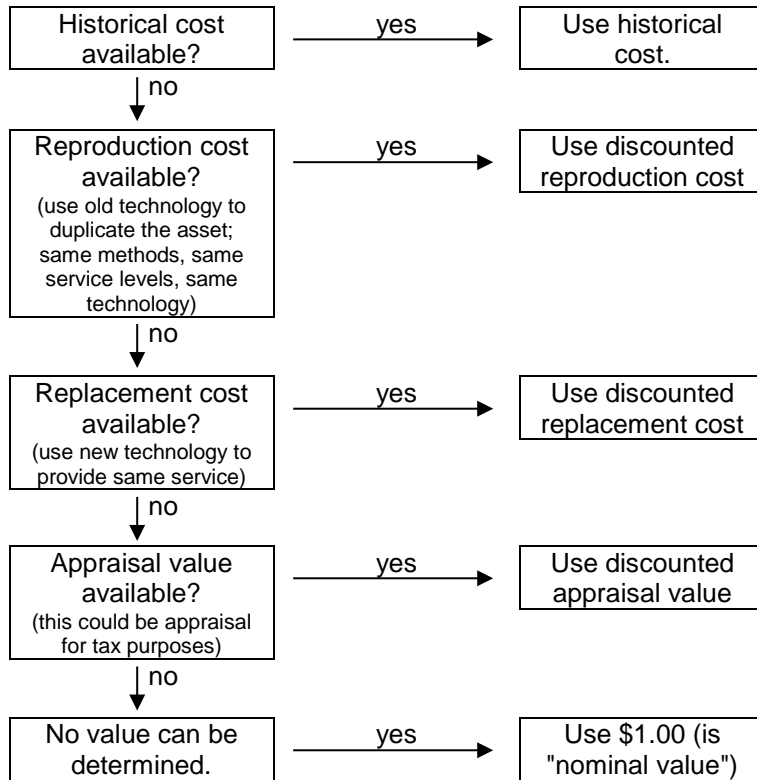 Historical cost
available?
yes
Use historical
cost.
no
Reproduction cost
available?
(use old technology to
duplicate the asset;
same methods, same
service levels, same
technology)
yes
Use discounted
reproduction cost
no
Replacement cost
available?
(use new technology to
provide same service)
yes
Use discounted
replacement cost
no
Appraisal value
available?
(this could be appraisal
for tax purposes)
yes
Use discounted
appraisal value
no
No value can be
determined.
yes
Use $1.00 (is
"nominal value")